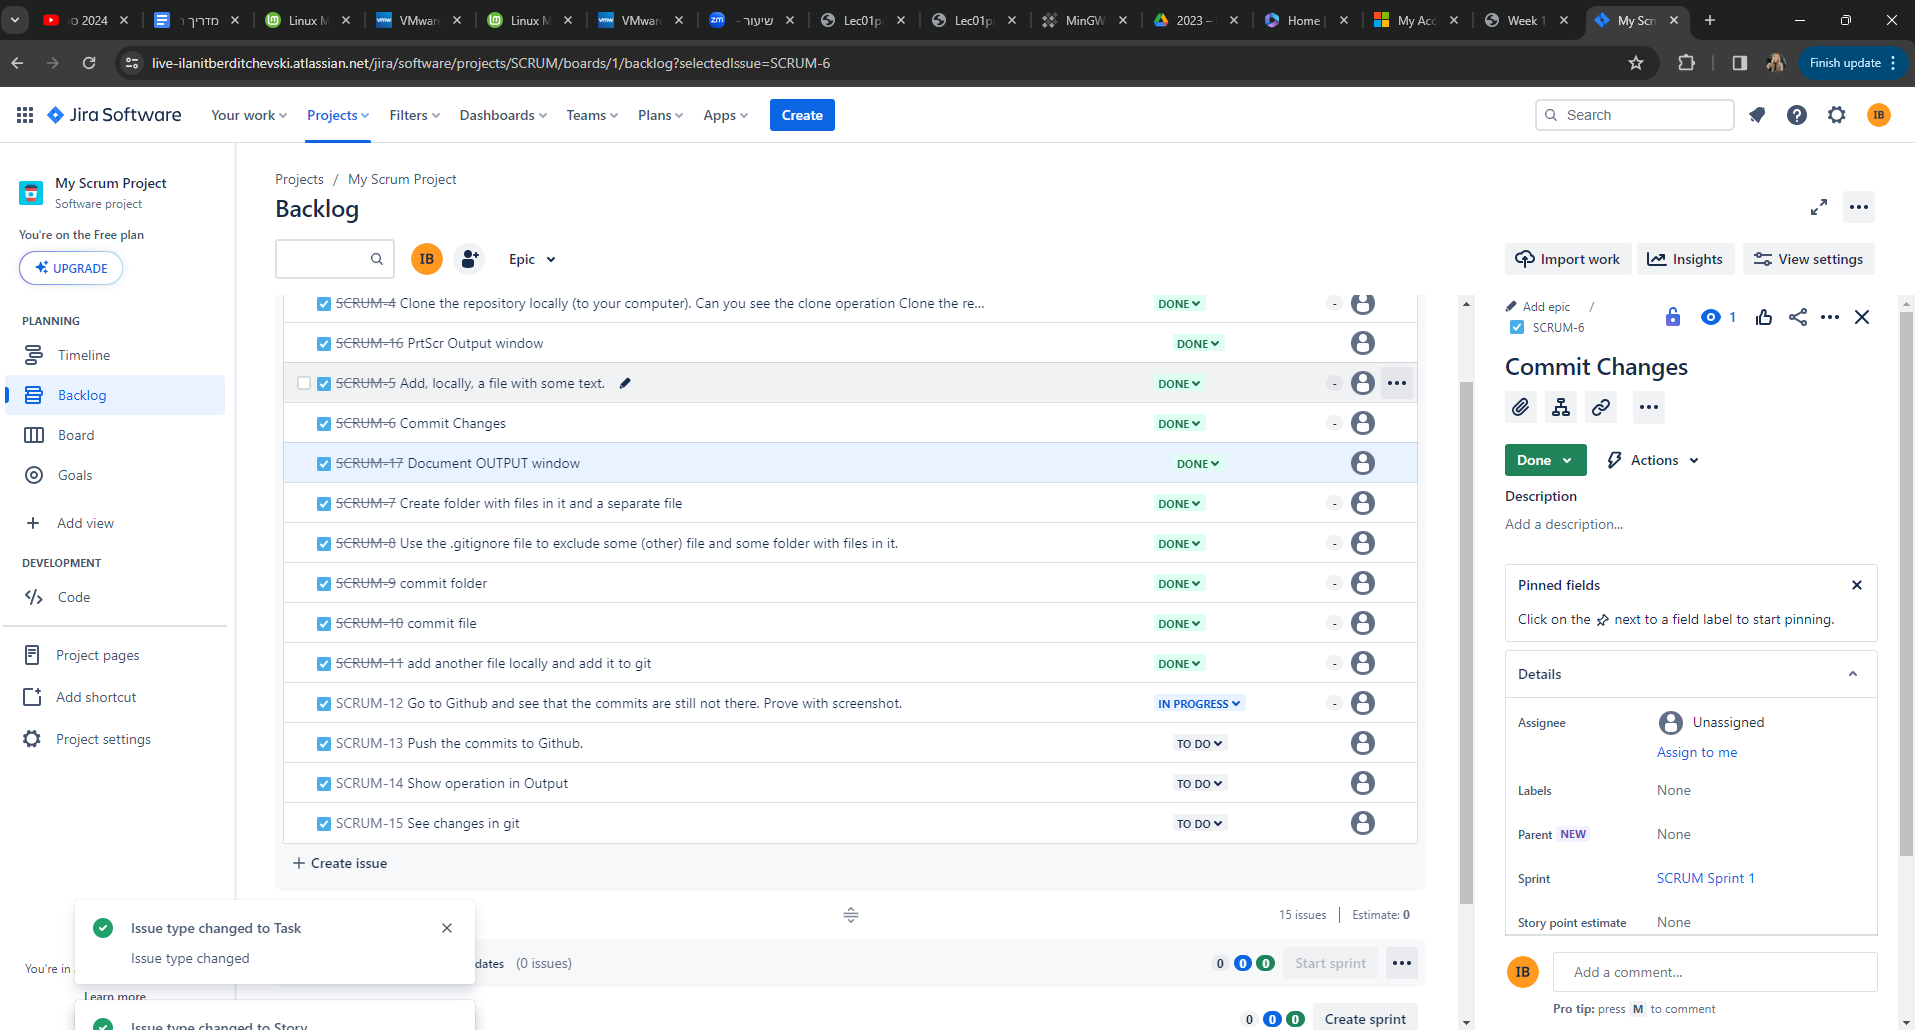 2024 סו
מדריך ר
Linux M
VMware
Linux M
VMware
zm שיעור -
Lec01pa
Lec01pa
MinGW
2023 –
Home |
My Acc
Week 1
My Scru
live-ilanitberditchevski.atlassian.net/jira/software/projects/SCRUM/boards/1/backlog?selectedIssue=SCRUM-6
Finish update
Jira Software
Your work
Projects
Filters
Dashboards
Teams
Plans
Apps
Create
Search
IB
My Scrum Project
Software project
You're on the Free plan
UPGRADE
PLANNING
Timeline
Backlog
Board
Goals
Add view
DEVELOPMENT
Code
Project pages
Add shortcut
Project settings
You're in
Learn more
Projects / My Scrum Project
Backlog
IB
Epic
Import work
Insights
View settings
SCRUM-4 Clone the repository locally (to your computer). Can you see the clone operation Clone the re... DONE -
SCRUM-16 PrtScr Output window DONE
SCRUM-5 Add, locally, a file with some text. DONE -
SCRUM-6 Commit Changes DONE -
SCRUM-17 Document OUTPUT window DONE
SCRUM-7 Create folder with files in it and a separate file DONE -
SCRUM-8 Use the .gitignore file to exclude some (other) file and some folder with files in it. DONE -
SCRUM-9 commit folder DONE -
SCRUM-10 commit file DONE -
SCRUM-11 add another file locally and add it to git DONE -
SCRUM-12 Go to Github and see that the commits are still not there. Prove with screenshot. IN PROGRESS -
SCRUM-13 Push the commits to Github. TO DO
SCRUM-14 Show operation in Output TO DO
SCRUM-15 See changes in git TO DO
+ Create issue
15 issues | Estimate: 0
dates (0 issues) 0 0 0 Start sprint
0 0 0 Create sprint
Issue type changed to Task
Issue type changed
Issue type changed to Story
Add epic /
SCRUM-6
1
Commit Changes
Done
Actions
Description
Add a description...
Pinned fields
Click on the next to a field label to start pinning.
Details
Assignee Unassigned
Assign to me
Labels None
Parent NEW None
Sprint SCRUM Sprint 1
Story point estimate None
IB Add a comment...
Pro tip: press M to comment